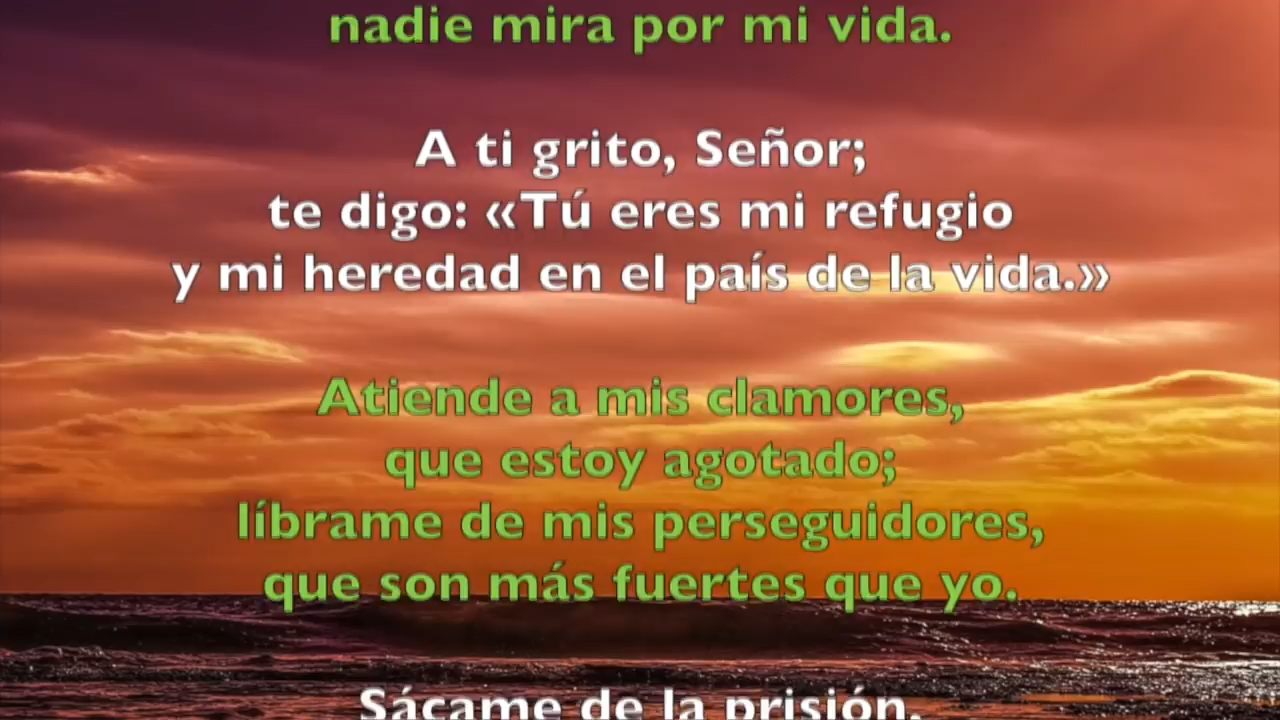 nadie mira por mi vida.
A ti grito, Señor;
te digo: «Tú eres mi refugio
y mi heredad en el país de la vida.»
Atiende a mis clamores,
que estoy agotado;
líbrame de mis perseguidores,
que son más fuertes que yo.
Sácame de la prisión,